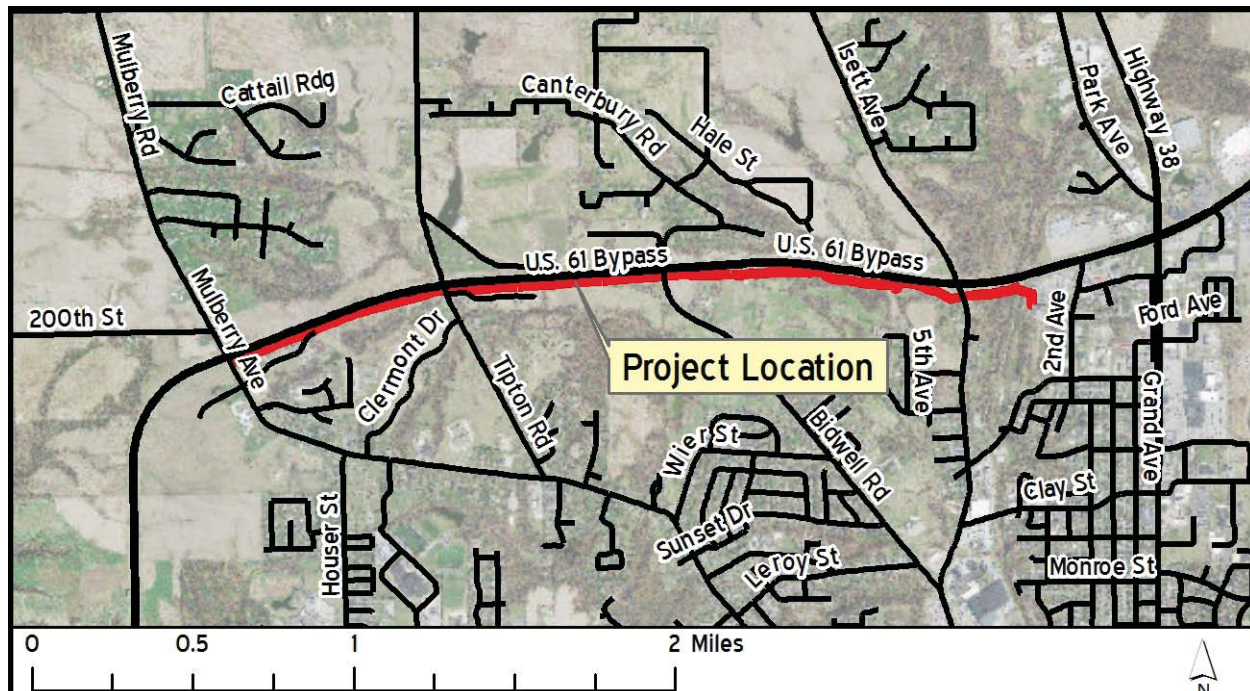 Mulberry Rd
Cattail Rdg
Canterbury Rd
Hale St
Isett Ave
Park Ave
Highway 38
U.S. 61 Bypass
U.S. 61 Bypass
200th St
Mulberry Ave
Clermont Dr
Tipton Rd
Project Location
5th Ave
2nd Ave
Ford Ave
Grand Ave
Wier St
Bidwell Rd
Clay St
Houser St
Sunset Dr
Leroy St
Monroe St
0 0.5 1 2 Miles
N